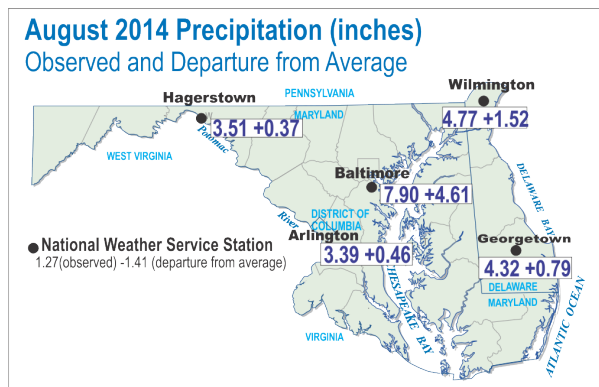 August 2014 Precipitation (inches)
Observed and Departure from Average
Wilmington
PENNSYLVANIA
Hagerstown
4.77 +1.52
MARYLAND
3.51 +0.37
Potomac
WEST VIRGINIA
Baltimore
DELAWARE BAY
7.90 +4.61
River
DISTRICT OF
COLUMBIA
Arlington
Georgetown
National Weather Service Station
3.39 +0.46
1.27(observed) -1.41 (departure from average)
4.32 +0.79
CHESAPEAKE BAY
DELAWARE
MARYLAND
ATLANTIC OCEAN
VIRGINIA